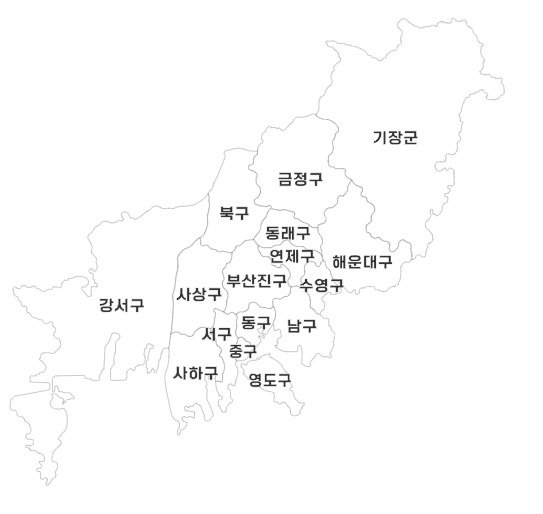 기장군
금정구
북구
동래구
연제구
해운대구
부산진구
수영구
사상구
강서구
동구
남구
서구
중구
사하구
영도구